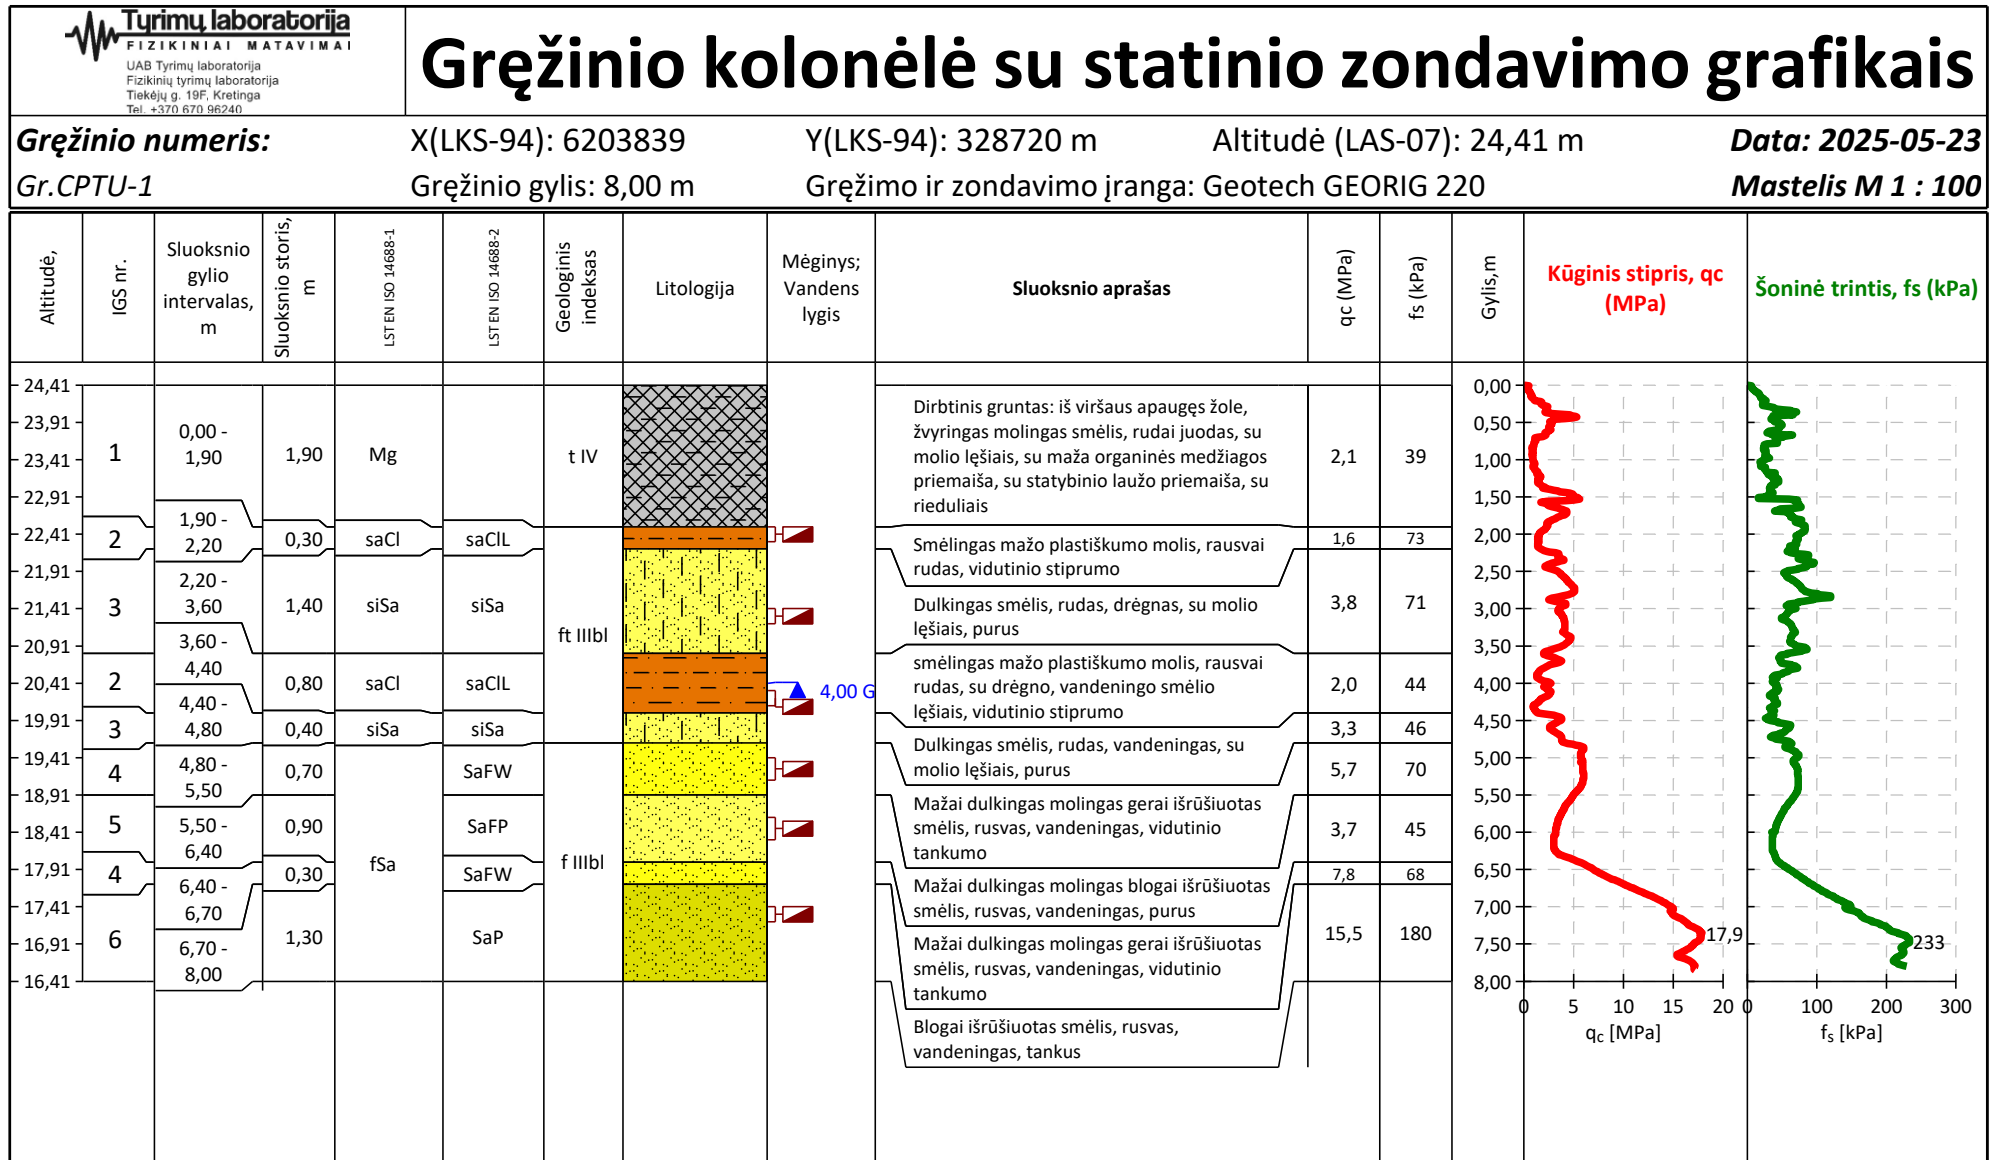 Tyrimų laboratorija
FIZIKINIAI MATAVIMAI
UAB Tyrimų laboratorija
Fizikinių tyrimų laboratorija
Tiekėjų g. 19F, Kretinga
Tel. +370 670 96240
Gręžinio kolonėlė su statinio zondavimo grafikais
Gręžinio numeris: X(LKS-94): 6203839 Y(LKS-94): 328720 m Altitudė (LAS-07): 24,41 m Data: 2025-05-23
Gr.CPTU-1 Gręžinio gylis: 8,00 m Gręžimo ir zondavimo įranga: Geotech GEORIG 220 Mastelis M 1 : 100
Altitudė,
IGS nr.
Sluoksnio
gylio
intervalas,
m
Sluoksnio storis,
m
LST EN ISO 14688-1
LST EN ISO 14688-2
Geologinis
indeksas
Litologija
Mėginys;
Vandens
lygis
Sluoksnio aprašas
qc (MPa)
fs (kPa)
Gylis,m
Kūginis stipris, qc
(MPa)
Šoninė trintis, fs (kPa)
24,41
23,91
23,41
22,91
22,41
21,91
21,41
20,91
20,41
19,91
19,41
18,91
18,41
17,91
17,41
16,91
16,41
1
2
3
2
3
4
5
4
6
0,00 -
1,90
1,90 -
2,20
2,20 -
3,60
3,60 -
4,40
4,40 -
4,80
4,80 -
5,50
5,50 -
6,40
6,40 -
6,70
6,70 -
8,00
1,90
0,30
1,40
0,80
0,40
0,70
0,90
0,30
1,30
Mg
saCl
siSa
saCl
siSa
fSa
saClL
siSa
saClL
siSa
SaFW
SaFP
SaFW
SaP
t IV
ft IIIbl
f IIIbl
4,00 G
Dirbtinis gruntas: iš viršaus apaugęs žole,
žvyringas molingas smėlis, rudai juodas, su
molio lęšiais, su maža organinės medžiagos
priemaiša, su statybinio laužo priemaiša, su
rieduliais
Smėlingas mažo plastiškumo molis, rausvai
rudas, vidutinio stiprumo
Dulkingas smėlis, rudas, drėgnas, su molio
lęšiais, purus
smėlingas mažo plastiškumo molis, rausvai
rudas, su drėgno, vandeningo smėlio
lęšiais, vidutinio stiprumo
Dulkingas smėlis, rudas, vandeningas, su
molio lęšiais, purus
Mažai dulkingas molingas gerai išrūšiuotas
smėlis, rusvas, vandeningas, vidutinio
tankumo
Mažai dulkingas molingas blogai išrūšiuotas
smėlis, rusvas, vandeningas, purus
Mažai dulkingas molingas gerai išrūšiuotas
smėlis, rusvas, vandeningas, vidutinio
tankumo
Blogai išrūšiuotas smėlis, rusvas,
vandeningas, tankus
2,1 39
1,6 73
3,8 71
2,0 44
3,3 46
5,7 70
3,7 45
7,8 68
15,5 180
0,00
0,50
1,00
1,50
2,00
2,50
3,00
3,50
4,00
4,50
5,00
5,50
6,00
6,50
7,00
7,50
8,00
17,9
0 5 10 15 20
qc [MPa]
233
0 100 200 300
fs [kPa]